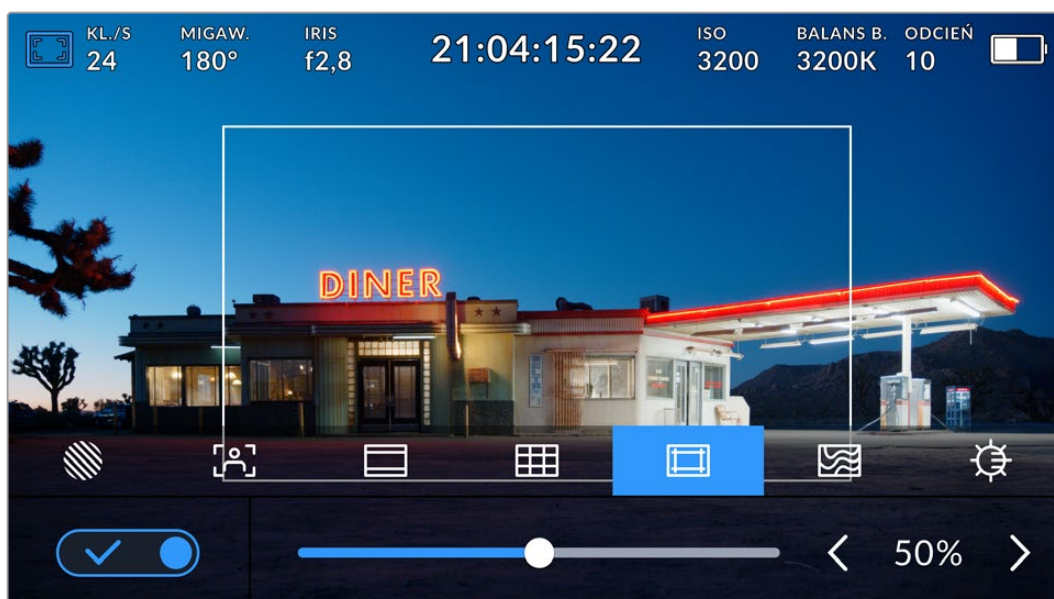 KL./S MIGAW. IRIS 21:04:15:22 ISO BALANS B. ODCIEŃ
24 180° f2,8 3200 3200K 10
DINER
50%